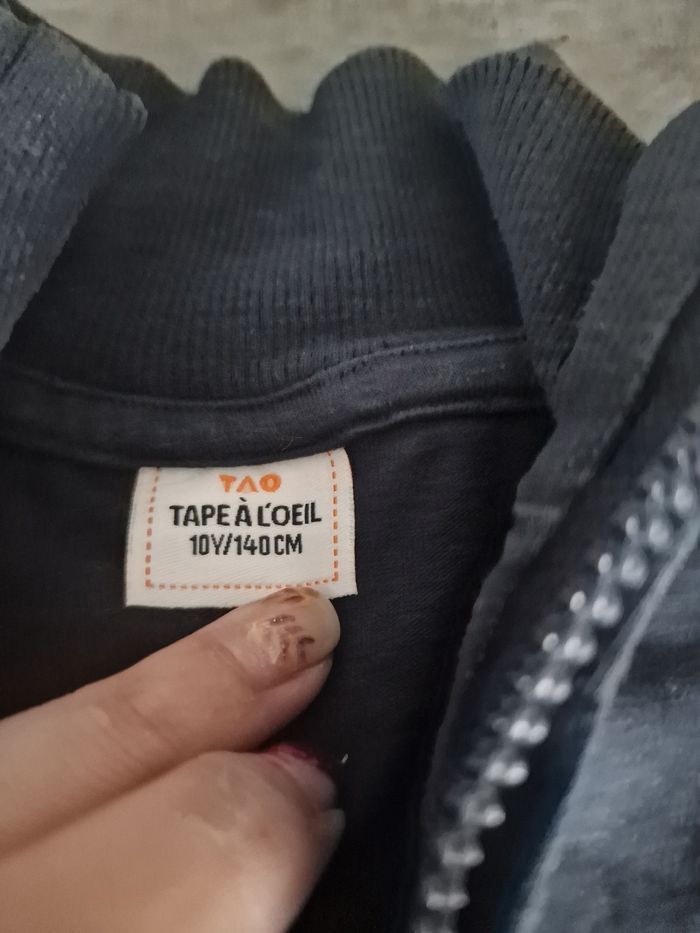 TAO
TAPE À L'OEIL
10Y/140CM